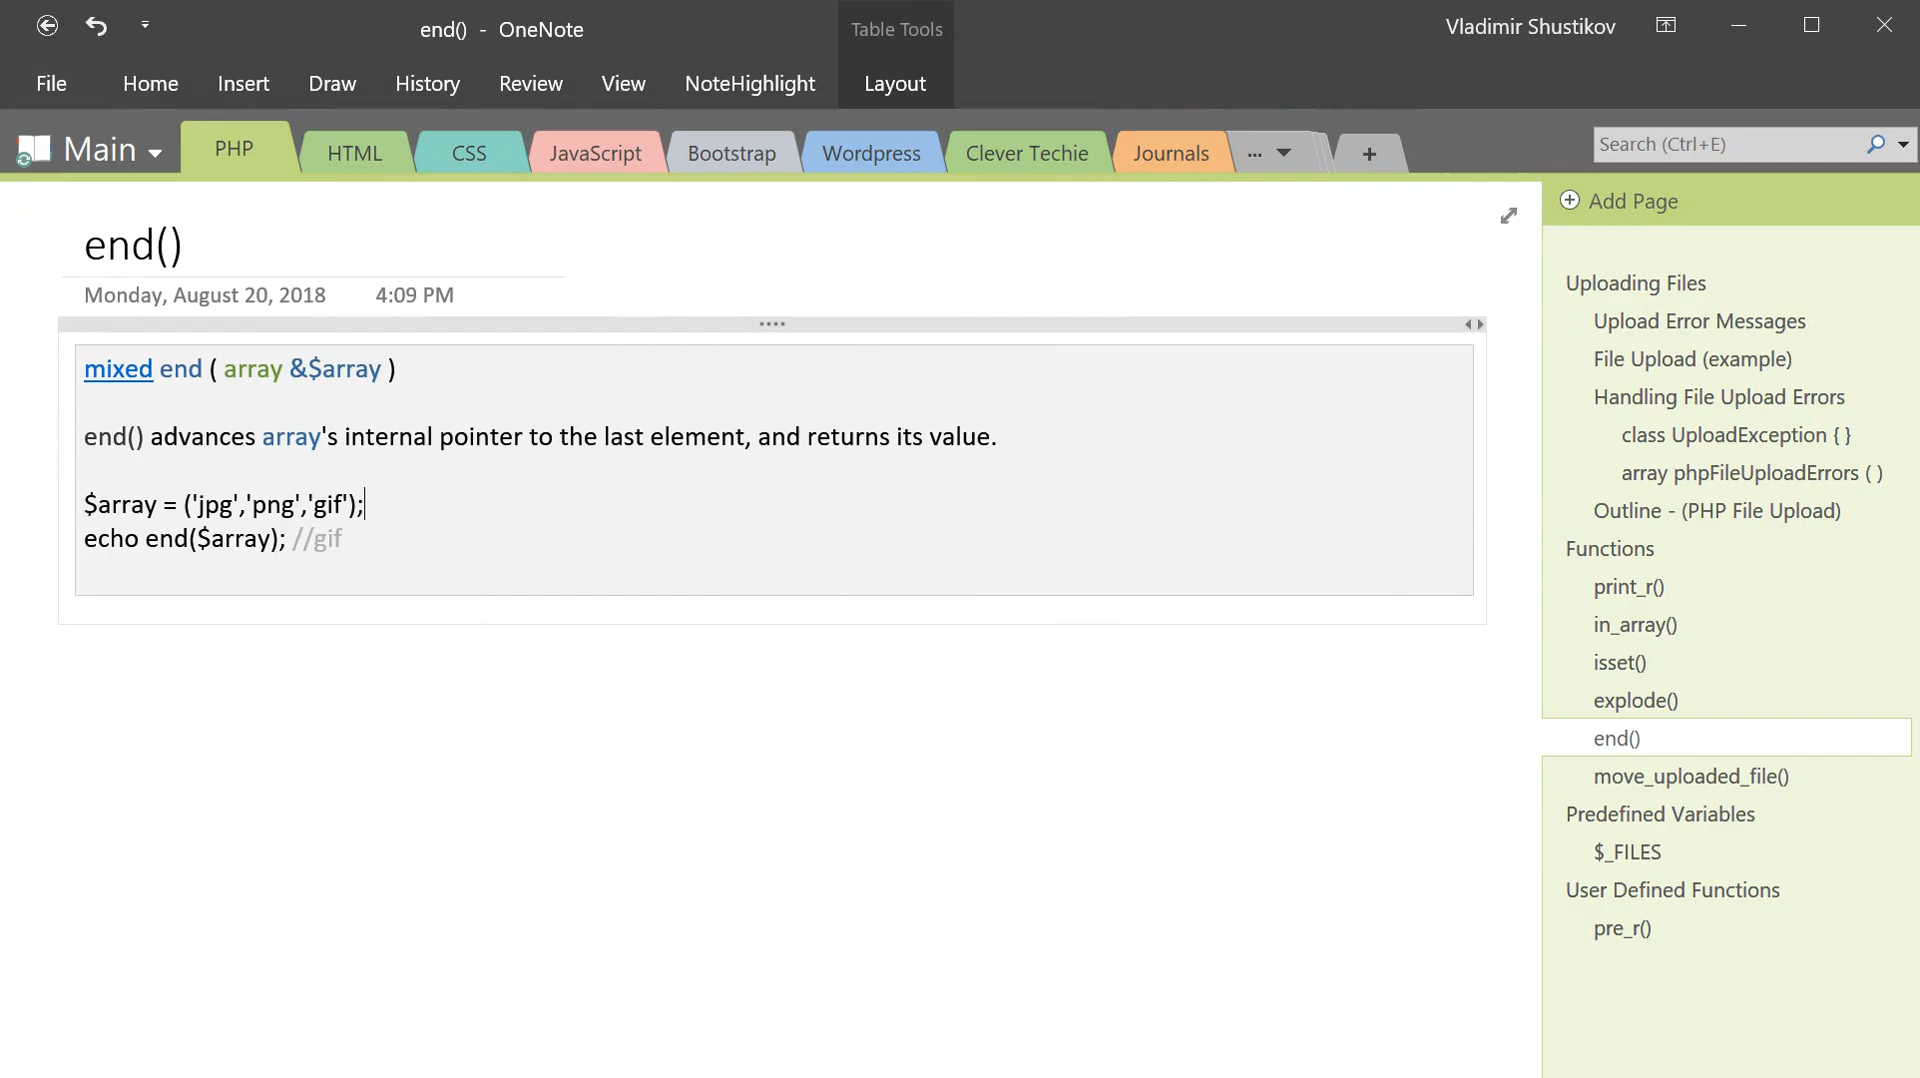 end() - OneNote
Table Tools
Vladimir Shustikov
File
Home
Insert
Draw
History
Review
View
NoteHighlight
Layout
Main
PHP
HTML
CSS
JavaScript
Bootstrap
Wordpress
Clever Techie
Journals
...
+
Search (Ctrl+E)
end()
Monday, August 20, 2018 4:09 PM
mixed end ( array &$array )
end() advances array's internal pointer to the last element, and returns its value.
$array = ('jpg','png','gif');
echo end($array); //gif
Add Page
Uploading Files
Upload Error Messages
File Upload (example)
Handling File Upload Errors
class UploadException { }
array phpFileUploadErrors ( )
Outline - (PHP File Upload)
Functions
print_r()
in_array()
isset()
explode()
end()
move_uploaded_file()
Predefined Variables
$_FILES
User Defined Functions
pre_r()